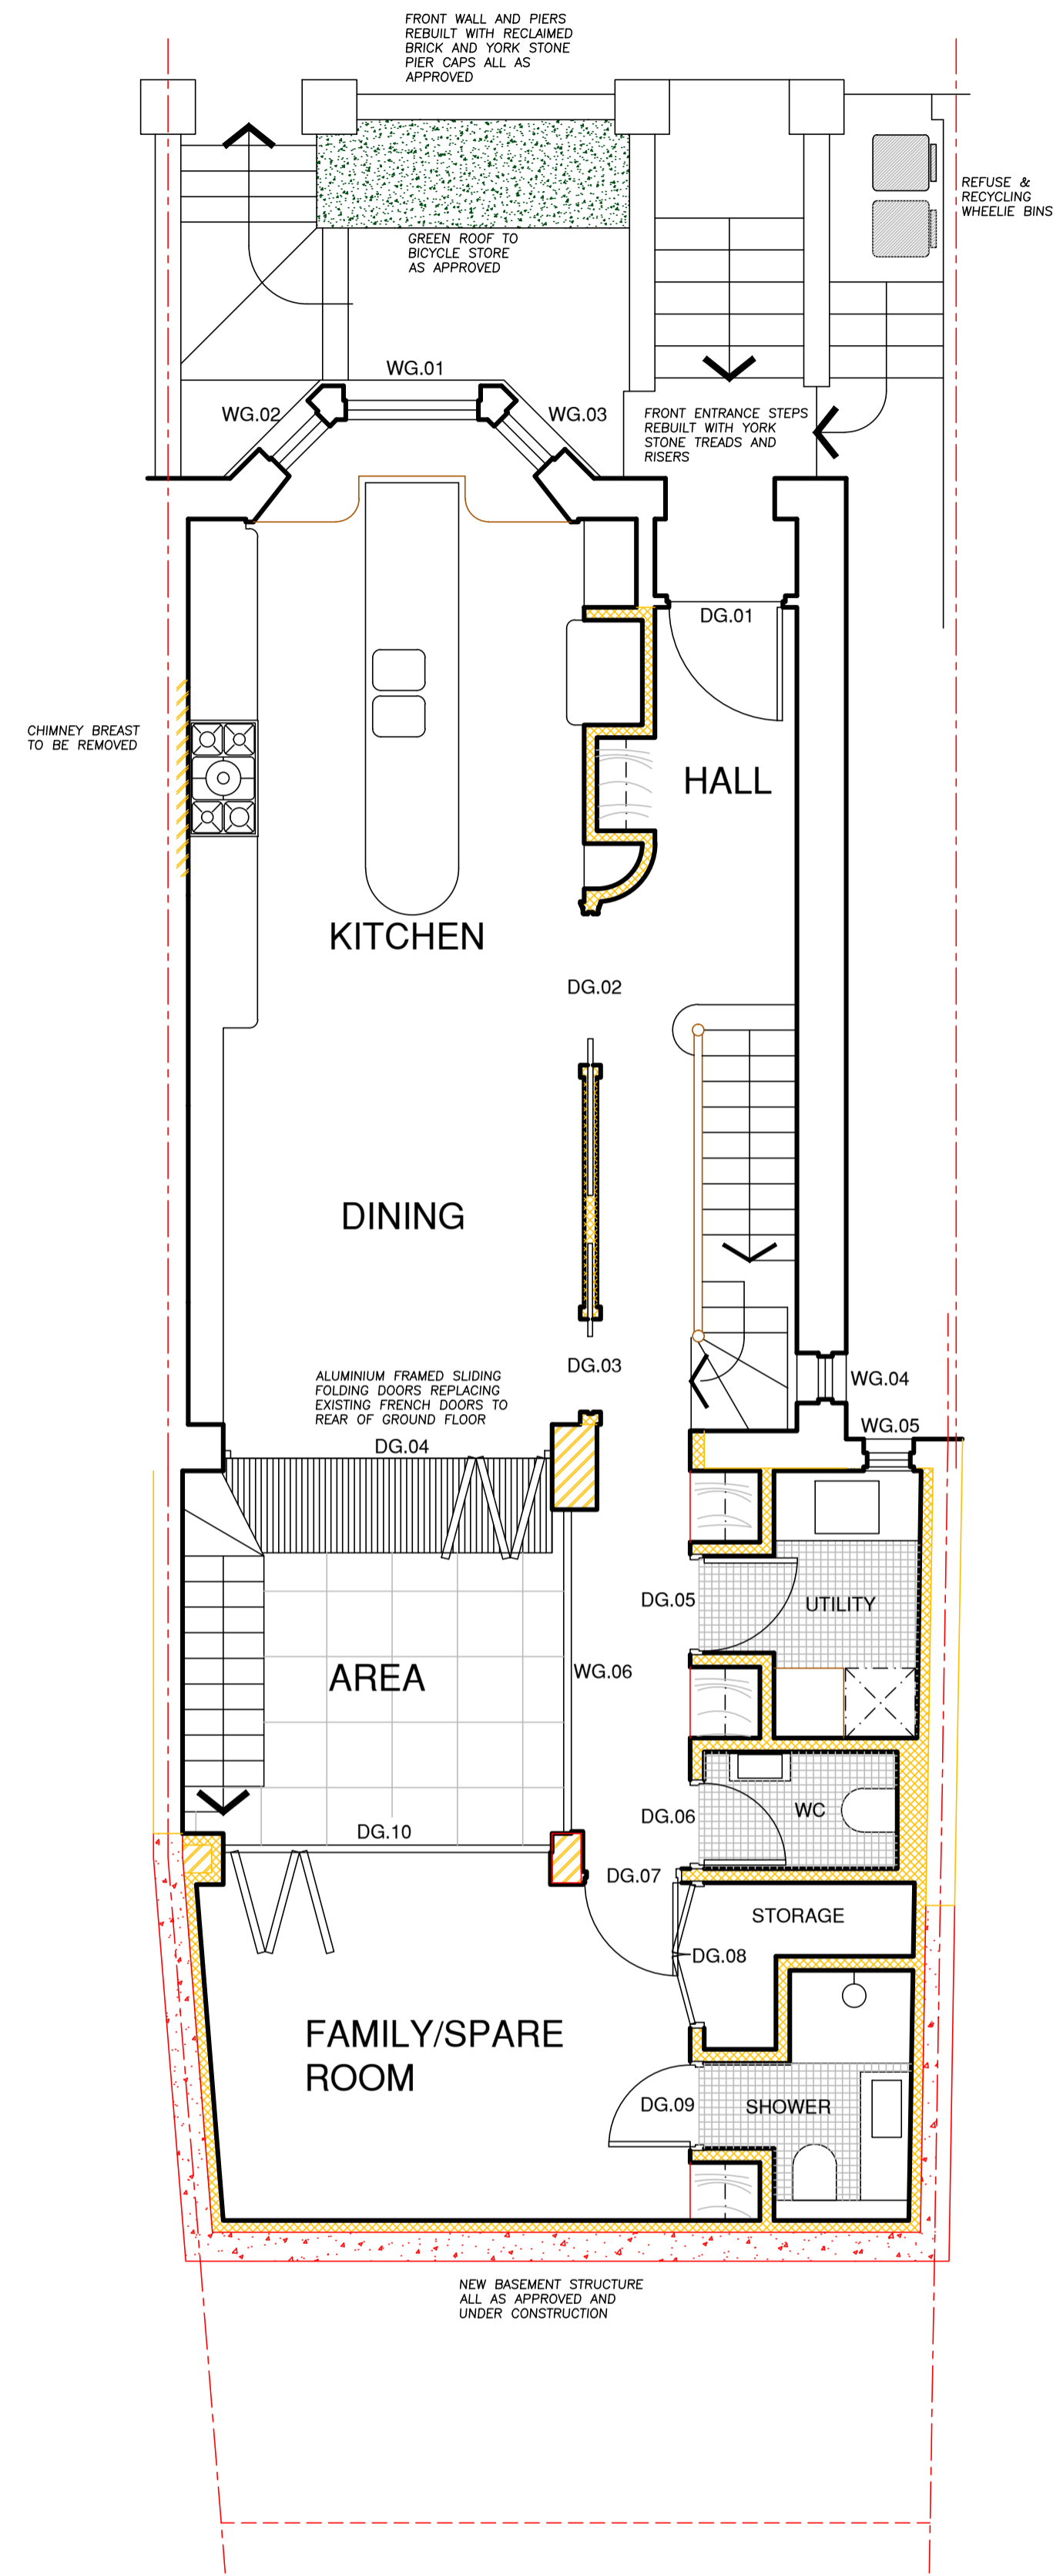 FRONT WALL AND PIERS
REBUILT WITH RECLAIMED
BRICK AND YORK STONE
PIER CAPS ALL AS
APPROVED
REFUSE &
RECYCLING
WHEELIE BINS
GREEN ROOF TO
BICYCLE STORE
AS APPROVED
WG.01
WG.02
WG.03
FRONT ENTRANCE STEPS
REBUILT WITH YORK
STONE TREADS AND
RISERS
DG.01
CHIMNEY BREAST
TO BE REMOVED
HALL
KITCHEN
DG.02
DINING
DG.03
WG.04
ALUMINIUM FRAMED SLIDING
FOLDING DOORS REPLACING
EXISTING FRENCH DOORS TO
REAR OF GROUND FLOOR
WG.05
DG.04
DG.05
UTILITY
AREA
WG.06
WC
DG.06
DG.10
DG.07
STORAGE
DG.08
FAMILY/SPARE
ROOM
DG.09
SHOWER
NEW BASEMENT STRUCTURE
ALL AS APPROVED AND
UNDER CONSTRUCTION